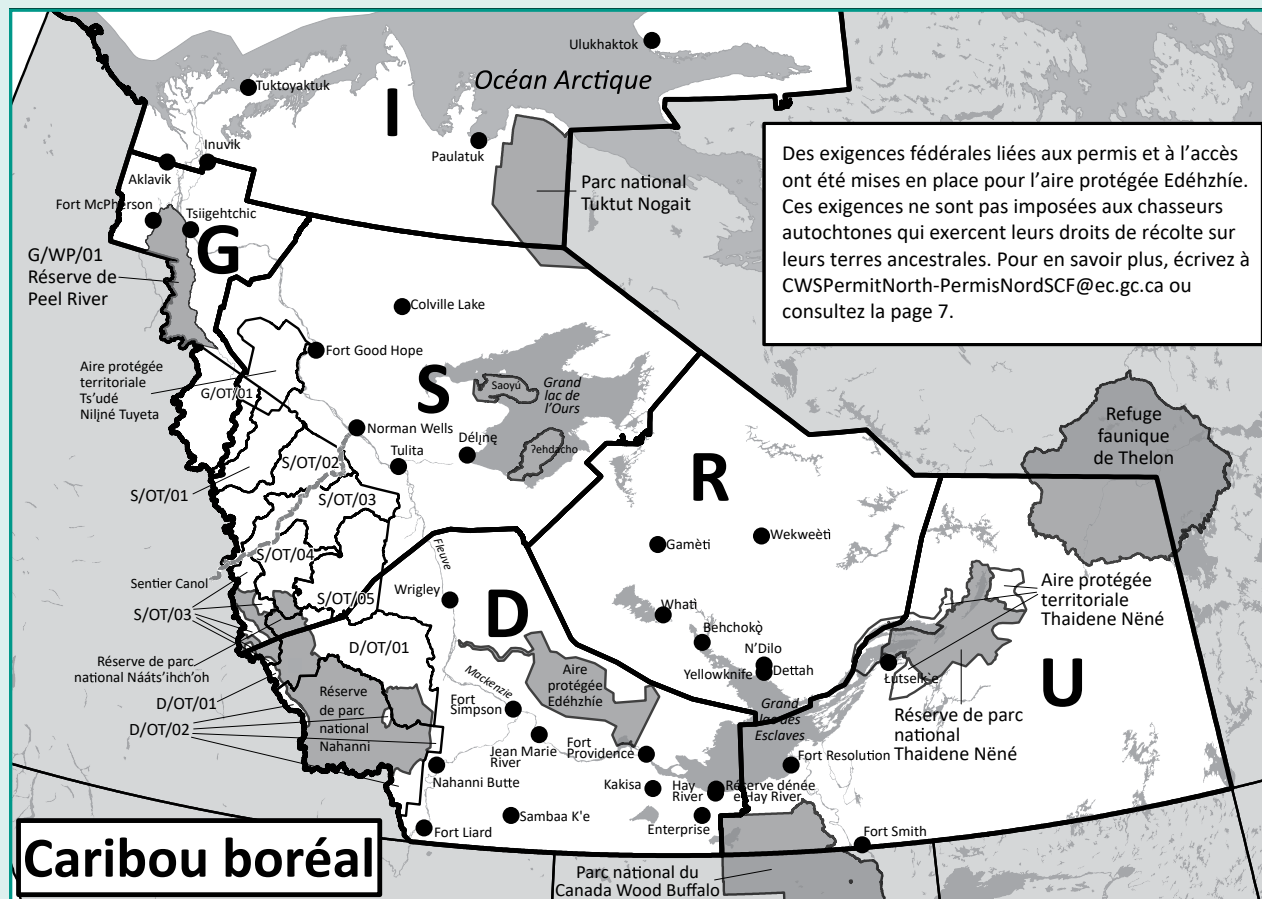 Ulukhaktok
Océan Arctique
Tuktoyaktuk
I
Inuvik
Paulatuk
Aklavik
Parc national
Tuktut Nogait
Des exigences fédérales liées aux permis et à l’accès
ont été mises en place pour l’aire protégée Edéhzhíe.
Ces exigences ne sont pas imposées aux chasseurs
autochtones qui exercent leurs droits de récolte sur
leurs terres ancestrales. Pour en savoir plus, écrivez à
CWSPermitNorth-PermisNordSCF@ec.gc.ca ou
consultez la page 7.
Fort McPherson
Tsiigehtchic
G
G/WP/01
Réserve de
Peel River
Colville Lake
Fort Good Hope
Aire protégée
territoriale
Ts’udé
Nilįné Tuyeta
G/OT/01
S
Saoyú
Grand
lac de
l’Ours
Ɂehdacho
Norman Wells
Délı̨nę
Tulita
S/OT/02
S/OT/01
S/OT/03
S/OT/04
Sentier Canol
S/OT/03
S/OT/05
Refuge
faunique
de Thelon
R
Gamètì
Wekweètì
Whatì
Behchokǫ̀
N’Dilo
Yellowknife
Dettah
Fleuve
Wrigley
D
Mackenzie
Réserve de parc
national Nááts’ihch’oh
D/OT/01
D/OT/01
D/OT/02
Réserve
de parc
national
Nahanni
Aire
protégée
Edéhzhíe
Fort
Simpson
Jean Marie
River
Fort
Providence
Nahanni Butte
Kakisa
Hay
River
Réserve dénée
e Hay River
Sambaa K'e
Enterprise
Fort Liard
Grand
lac des
Esclaves
Łutselk'e
Aire protégée
territoriale
Thaidene Nëné
U
Réserve de parc
national
Thaidene Nëné
Fort Resolution
Fort Smith
Parc national du
Canada Wood Buffalo
Caribou boréal